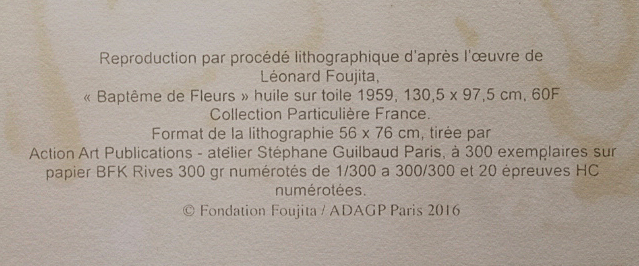 Reproduction par procédé lithographique d'après l'œuvre de
Léonard Foujita,
« Baptême de Fleurs » huile sur toile 1959, 130,5 x 97,5 cm, 60F
Collection Particulière France.
Format de la lithographie 56 x 76 cm, tirée par
Action Art Publications - atelier Stéphane Guilbaud Paris, à 300 exemplaires sur
papier BFK Rives 300 gr numérotés de 1/300 a 300/300 et 20 épreuves HC
numérotées.
© Fondation Foujita / ADAGP Paris 2016